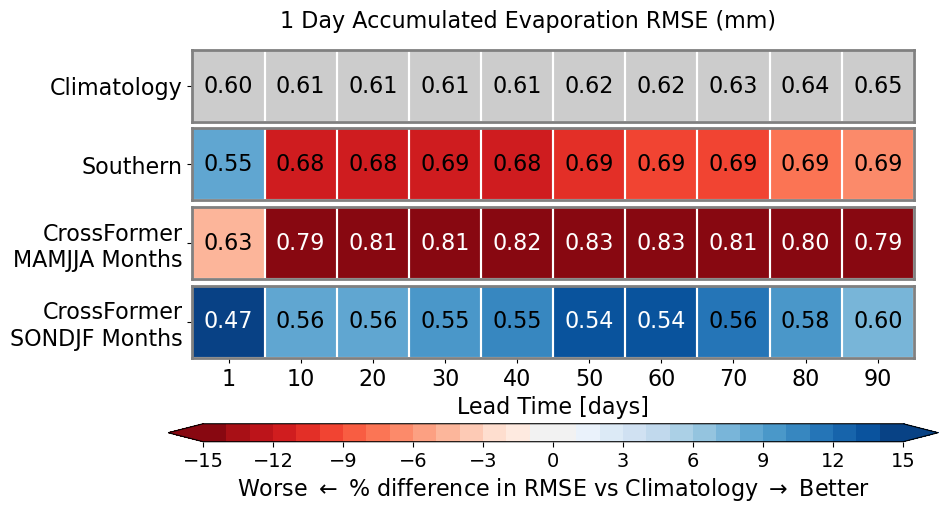 1 Day Accumulated Evaporation RMSE (mm)
Climatology 0.60 0.61 0.61 0.61 0.61 0.62 0.62 0.63 0.64 0.65
Southern 0.55 0.68 0.68 0.69 0.68 0.69 0.69 0.69 0.69 0.69
CrossFormer
MAMJJA Months 0.63 0.79 0.81 0.81 0.82 0.83 0.83 0.81 0.80 0.79
CrossFormer
SONDJF Months 0.47 0.56 0.56 0.55 0.55 0.54 0.54 0.56 0.58 0.60
1 10 20 30 40 50 60 70 80 90
Lead Time [days]
−15 −12 −9 −6 −3 0 3 6 9 12 15
Worse ← % difference in RMSE vs Climatology → Better